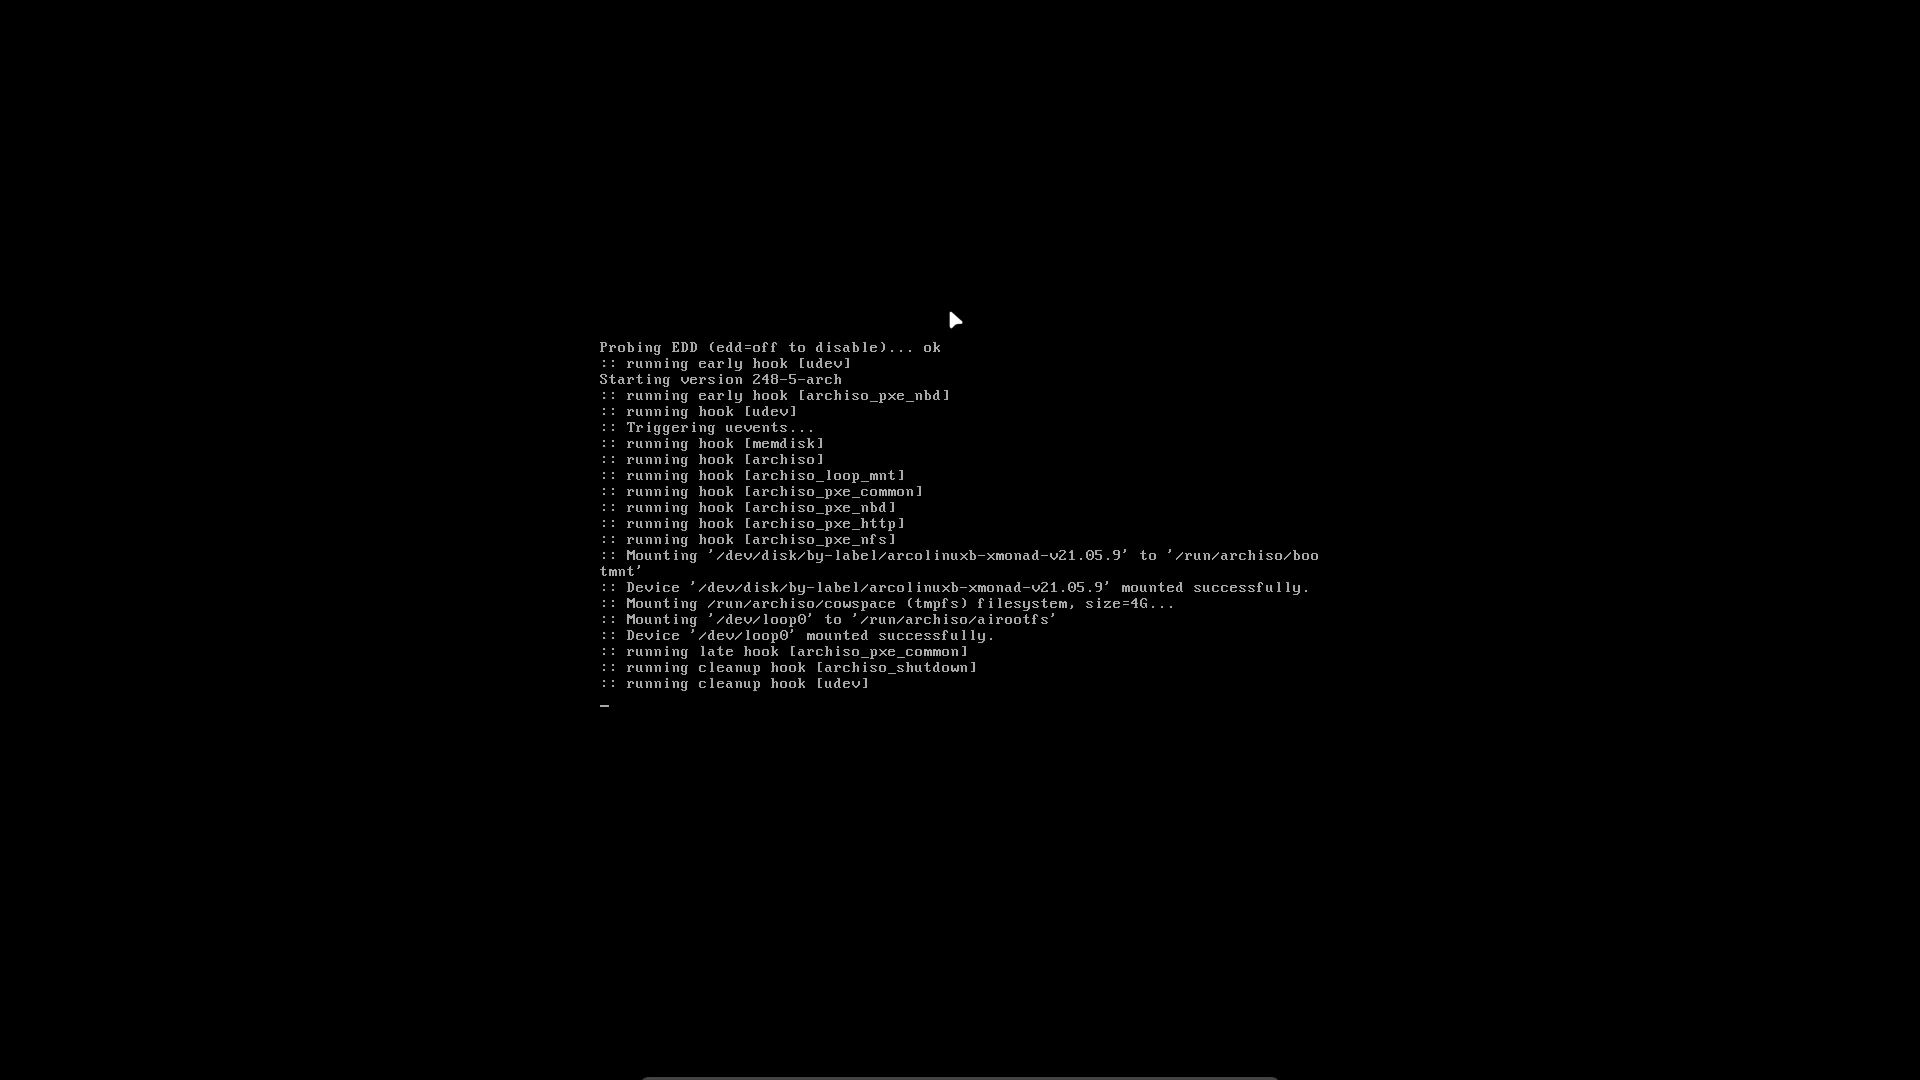 Probing EDD (edd=off to disable)... ok
:: running early hook [udev]
Starting version 248-5-arch
:: running early hook [archiso_pxe_nbd]
:: running hook [udev]
:: Triggering uevents...
:: running hook [memdisk]
:: running hook [archiso]
:: running hook [archiso_loop_mnt]
:: running hook [archiso_pxe_common]
:: running hook [archiso_pxe_nbd]
:: running hook [archiso_pxe_http]
:: running hook [archiso_pxe_nfs]
:: Mounting '/dev/disk/by-label/arcolinuxb-xmonad-v21.05.9' to '/run/archiso/boo
tmnt'
:: Device '/dev/disk/by-label/arcolinuxb-xmonad-v21.05.9' mounted successfully.
:: Mounting /run/archiso/cowspace (tmpfs) filesystem, size=4G...
:: Mounting '/dev/loop0' to '/run/archiso/airootfs'
:: Device '/dev/loop0' mounted successfully.
:: running late hook [archiso_pxe_common]
:: running cleanup hook [archiso_shutdown]
:: running cleanup hook [udev]